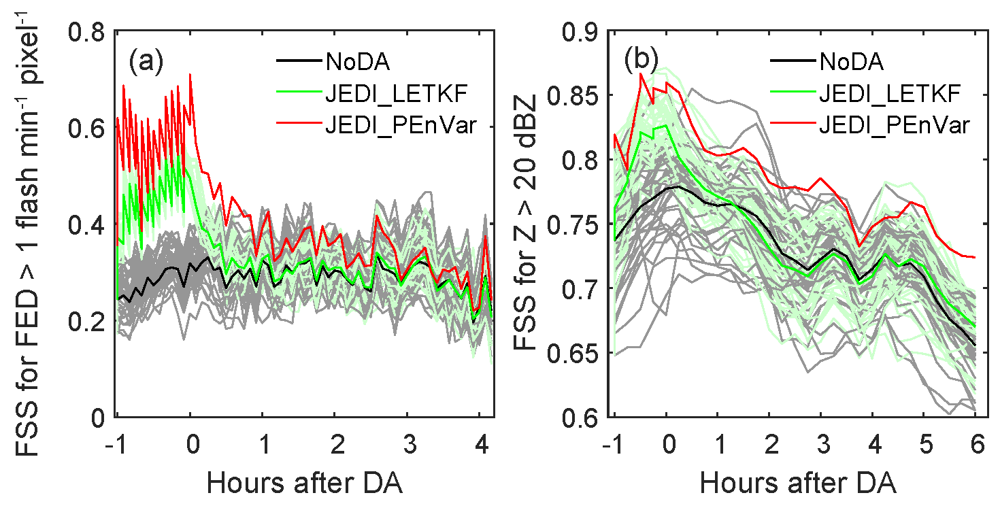 FSS for FED > 1 flash min⁻¹ pixel⁻¹
(a)
NoDA
JEDI_LETKF
JEDI_PEnVar
0.8
0.6
0.4
0.2
0
-1 0 1 2 3 4
Hours after DA
FSS for Z > 20 dBZ
(b)
NoDA
JEDI_LETKF
JEDI_PEnVar
0.9
0.85
0.8
0.75
0.7
0.65
0.6
-1 0 1 2 3 4 5 6
Hours after DA